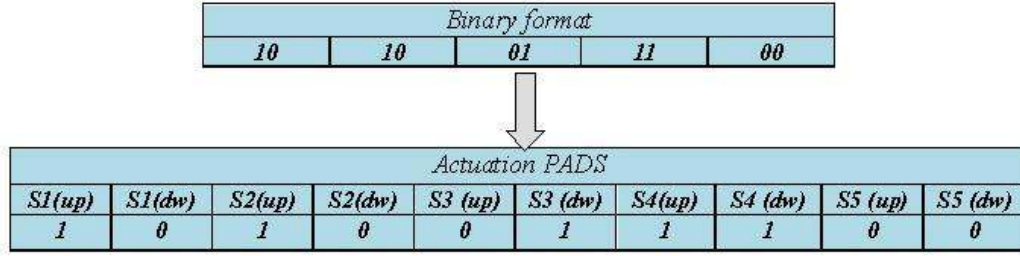 Binary format
10 10 01 11 00
Actuation PADS
S1(up) S1(dw) S2(up) S2(dw) S3 (up) S3 (dw) S4(up) S4 (dw) S5 (up) S5 (dw)
1 0 1 0 0 1 1 1 0 0